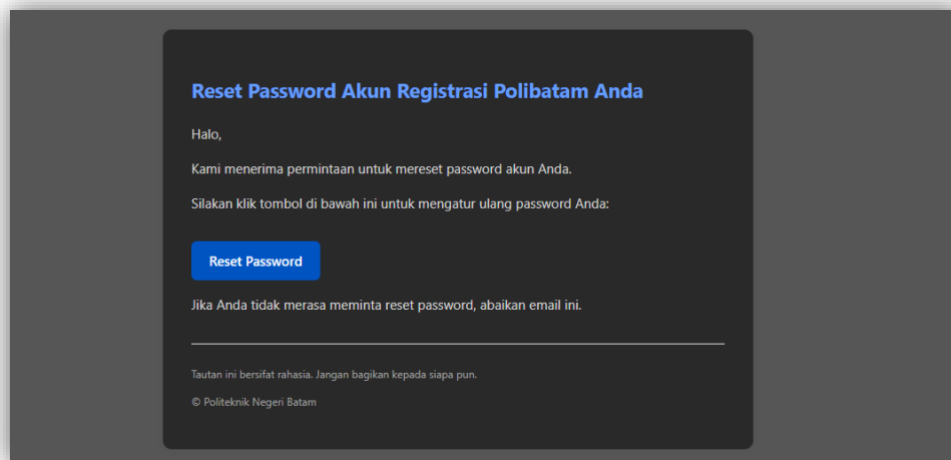 Reset Password Akun Registrasi Polibatam Anda
Halo,
Kami menerima permintaan untuk mereset password akun Anda.
Silakan klik tombol di bawah ini untuk mengatur ulang password Anda:
Reset Password
Jika Anda tidak merasa meminta reset password, abaikan email ini.
Tautan ini bersifat rahasia. Jangan bagikan kepada siapa pun.
© Politeknik Negeri Batam